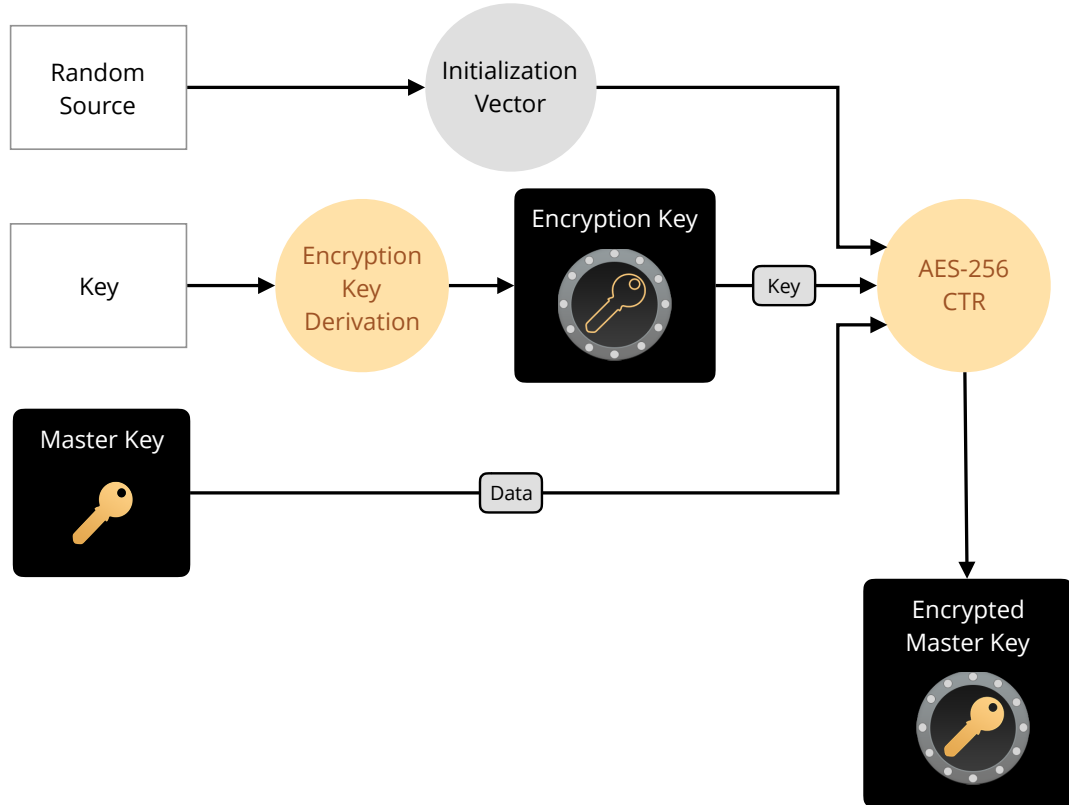 Random
Source
Initialization
Vector
Key
Encryption
Key
Derivation
Encryption Key
Key
AES-256
CTR
Master Key
Data
Encrypted
Master Key